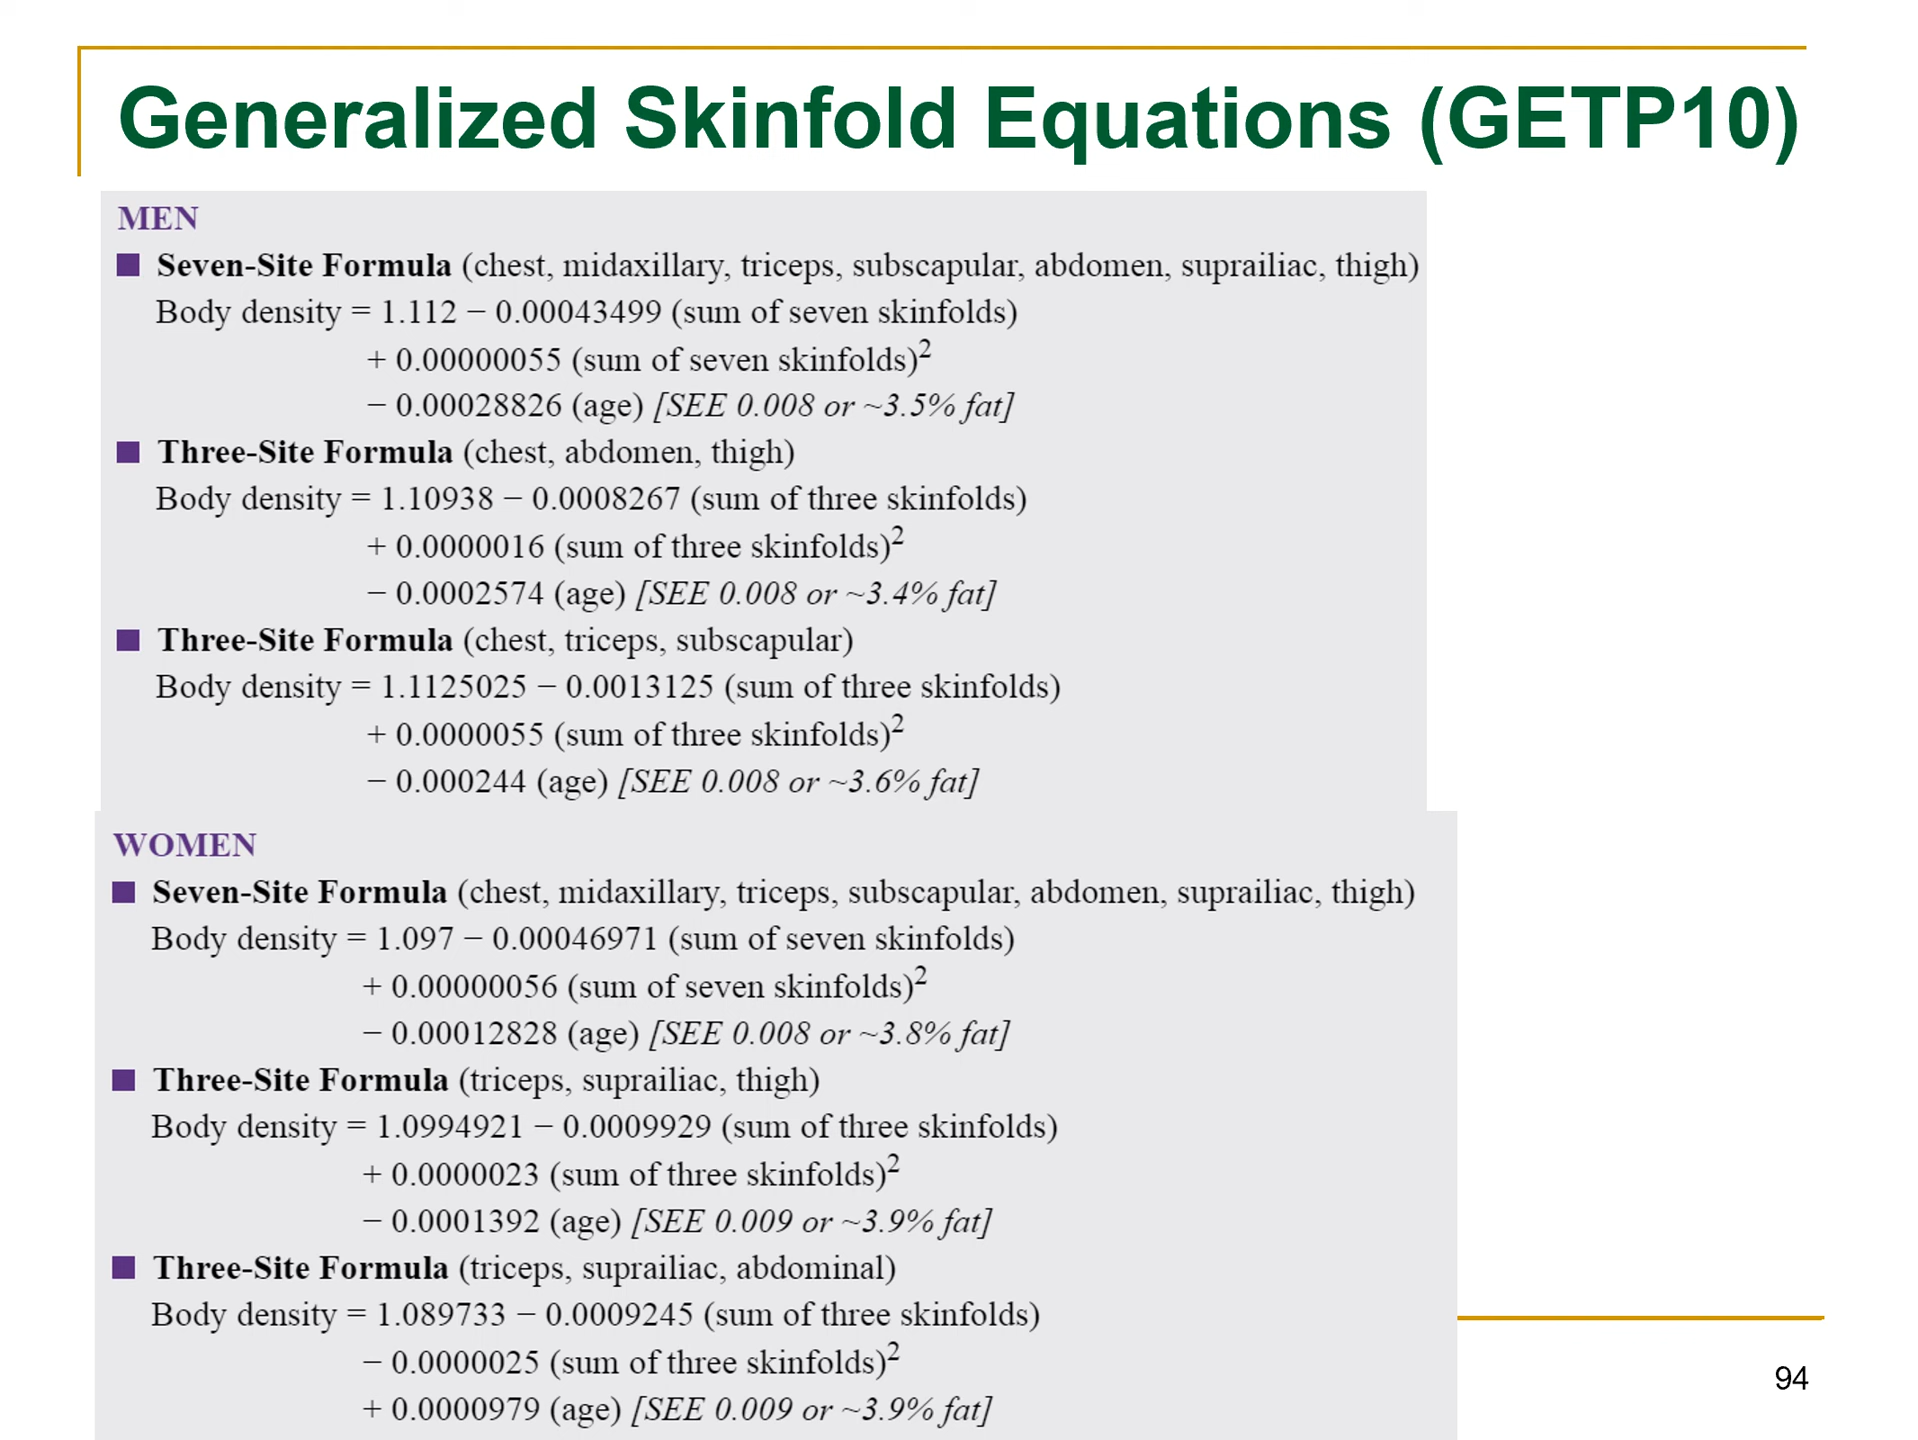 Generalized Skinfold Equations (GETP10)
MEN
■ Seven-Site Formula (chest, midaxillary, triceps, subscapular, abdomen, suprailiac, thigh)
Body density = 1.112 − 0.00043499 (sum of seven skinfolds)
+ 0.00000055 (sum of seven skinfolds)²
− 0.00028826 (age) [SEE 0.008 or ~3.5% fat]
■ Three-Site Formula (chest, abdomen, thigh)
Body density = 1.10938 − 0.0008267 (sum of three skinfolds)
+ 0.0000016 (sum of three skinfolds)²
− 0.0002574 (age) [SEE 0.008 or ~3.4% fat]
■ Three-Site Formula (chest, triceps, subscapular)
Body density = 1.1125025 − 0.0013125 (sum of three skinfolds)
+ 0.0000055 (sum of three skinfolds)²
− 0.000244 (age) [SEE 0.008 or ~3.6% fat]
WOMEN
■ Seven-Site Formula (chest, midaxillary, triceps, subscapular, abdomen, suprailiac, thigh)
Body density = 1.097 − 0.00046971 (sum of seven skinfolds)
+ 0.00000056 (sum of seven skinfolds)²
− 0.00012828 (age) [SEE 0.008 or ~3.8% fat]
■ Three-Site Formula (triceps, suprailiac, thigh)
Body density = 1.0994921 − 0.0009929 (sum of three skinfolds)
+ 0.0000023 (sum of three skinfolds)²
− 0.0001392 (age) [SEE 0.009 or ~3.9% fat]
■ Three-Site Formula (triceps, suprailiac, abdominal)
Body density = 1.089733 − 0.0009245 (sum of three skinfolds)
− 0.0000025 (sum of three skinfolds)²
+ 0.0000979 (age) [SEE 0.009 or ~3.9% fat]
94